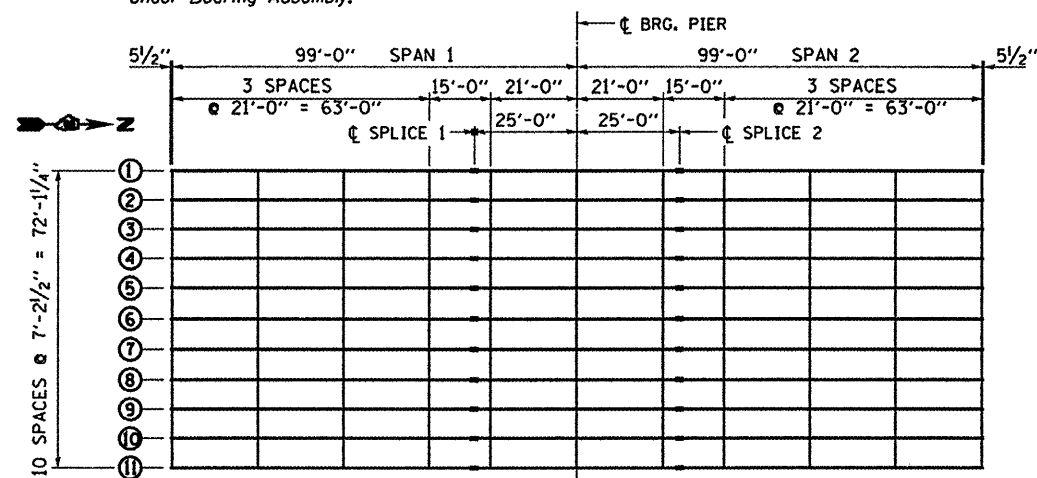 Under Bearing Assembly.
℄ BRG. PIER
5½" 99'-0" SPAN 1 99'-0" SPAN 2 5½"
3 SPACES 15'-0" 21'-0" 21'-0" 15'-0" 3 SPACES
@ 21'-0" = 63'-0" @ 21'-0" = 63'-0"
25'-0" 25'-0"
℄ SPLICE 1 ℄ SPLICE 2
N
1
2
3
4
5
6
7
8
9
10
11
10 SPACES @ 7'-2½" = 72'-1¼"